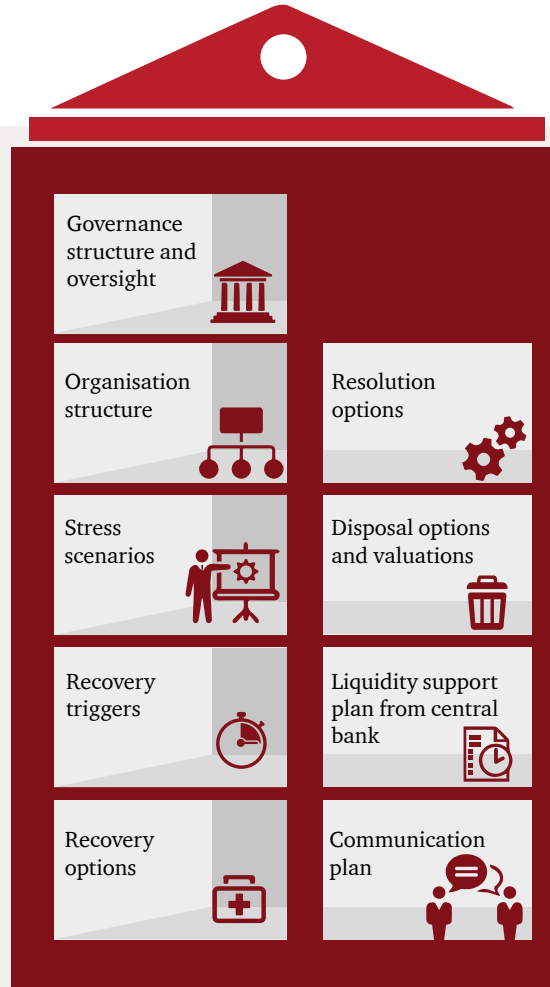 Governance
structure and
oversight
Organisation
structure
Stress
scenarios
Recovery
triggers
Recovery
options
Resolution
options
Disposal options
and valuations
Liquidity support
plan from central
bank
Communication
plan